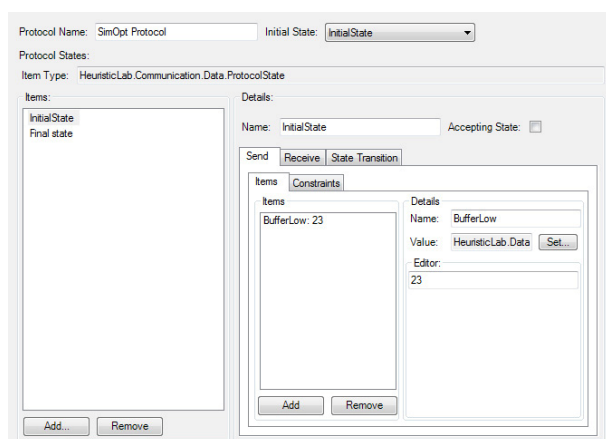 Protocol Name: SimOpt Protocol Initial State: InitialState
Protocol States:
Item Type: HeuristicLab.Communication.Data.ProtocolState
Items:
InitialState
Final state
Add... Remove
Details:
Name: InitialState Accepting State:
Send Receive State Transition
Items Constraints
Items
BufferLow: 23
Add Remove
Details
Name: BufferLow
Value: HeuristicLab.Data Set...
Editor:
23